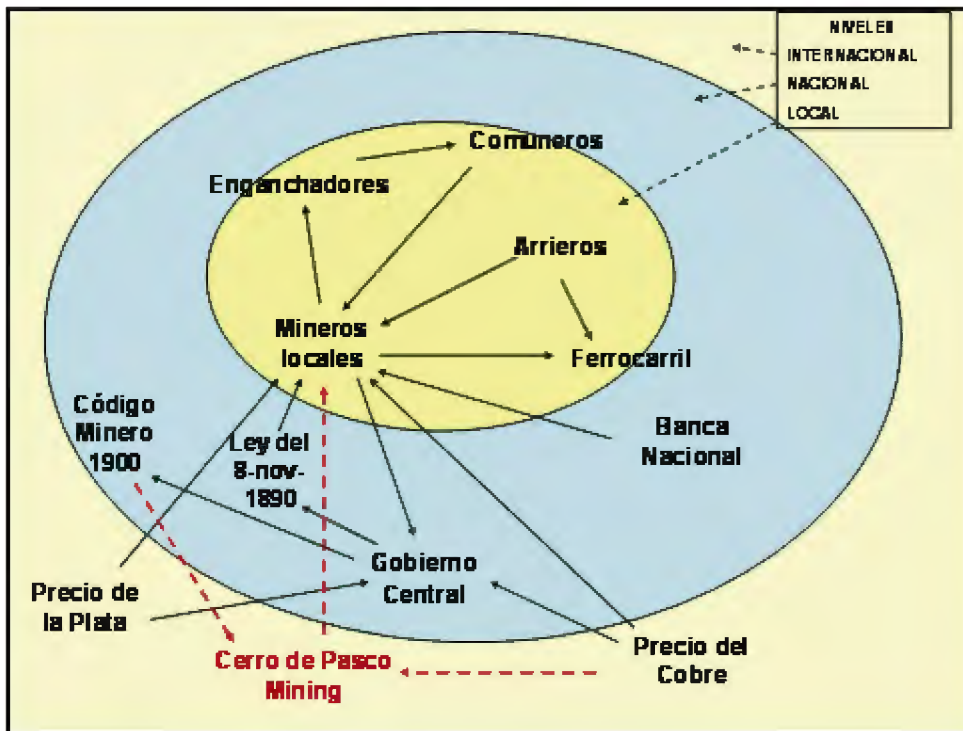 NIVELES
INTERNACIONAL
NACIONAL
LOCAL
Comuneros
Enganchadores
Arrieros
Mineros
locales
Ferrocarril
Código
Minero
1900
Ley del
8-nov-
1890
Banca
Nacional
Gobierno
Central
Precio de
la Plata
Cerro de Pasco
Mining
Precio del
Cobre